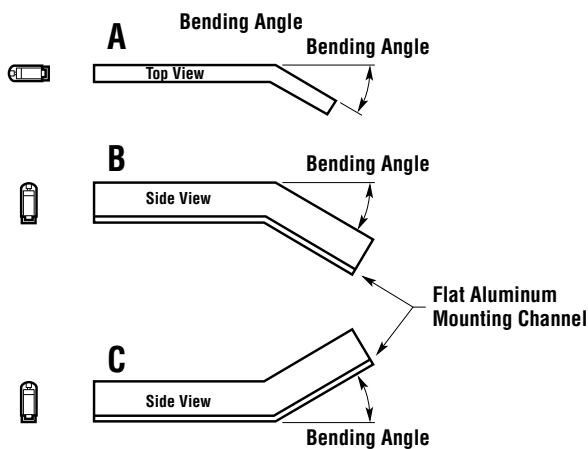 Bending Angle
A
Bending Angle
Top View
B
Bending Angle
Side View
Flat Aluminum
Mounting Channel
C
Side View
Bending Angle